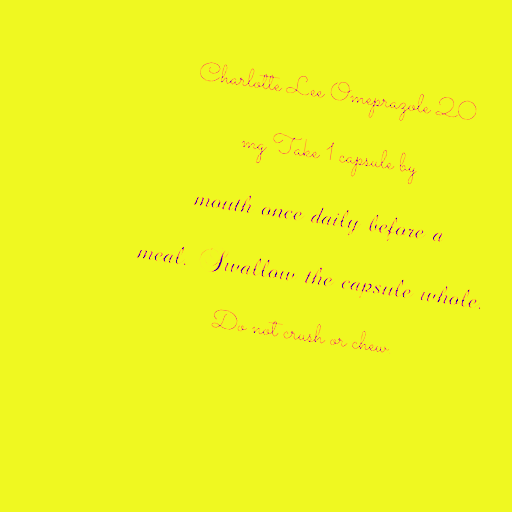 Charlotte Lee Omeprazole 20
mg Take 1 capsule by
mouth once daily before a
meal. Swallow the capsule whole.
Do not crush or chew